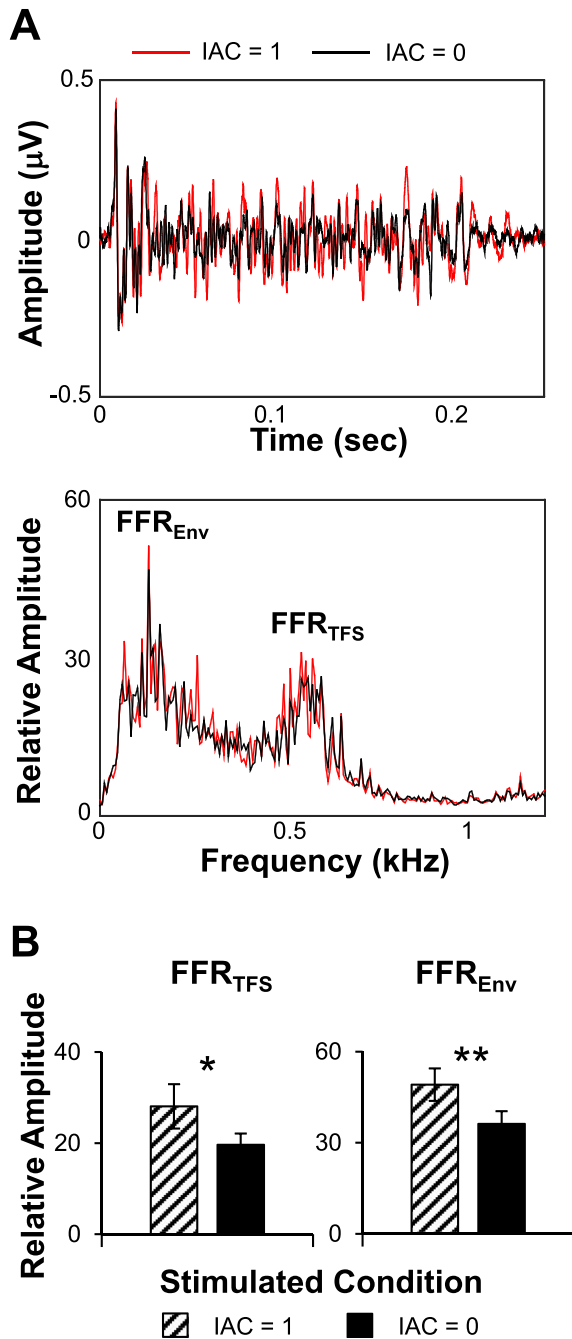 A
IAC = 1 IAC = 0
0.5
0
-0.5
Amplitude (μV)
0 0.1 0.2
Time (sec)
60
30
0
Relative Amplitude
FFREnv
FFRTFS
0 0.5 1
Frequency (kHz)
B
FFRTFS FFREnv
Relative Amplitude
40
20
0
*
60
30
0
**
Stimulated Condition
IAC = 1 IAC = 0